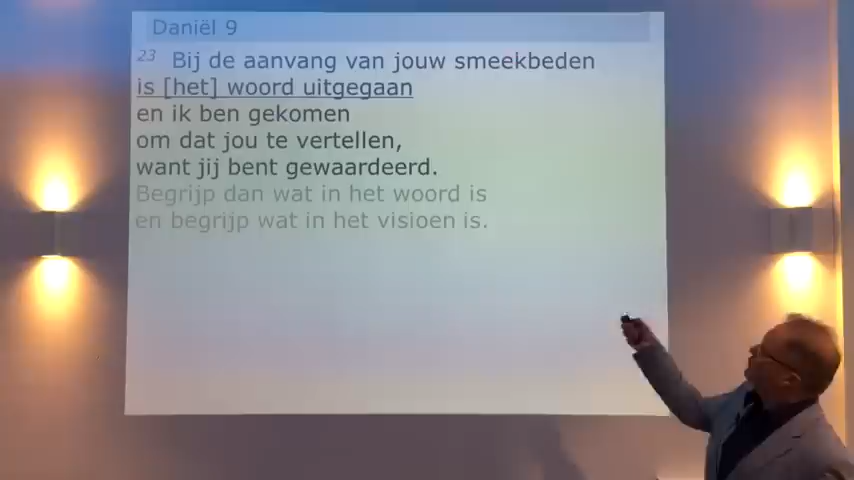 Daniël 9
23 Bij de aanvang van jouw smeekbeden
is [het] woord uitgegaan
en ik ben gekomen
om dat jou te vertellen,
want jij bent gewaardeerd.
Begrijp dan wat in het woord is
en begrijp wat in het visioen is.